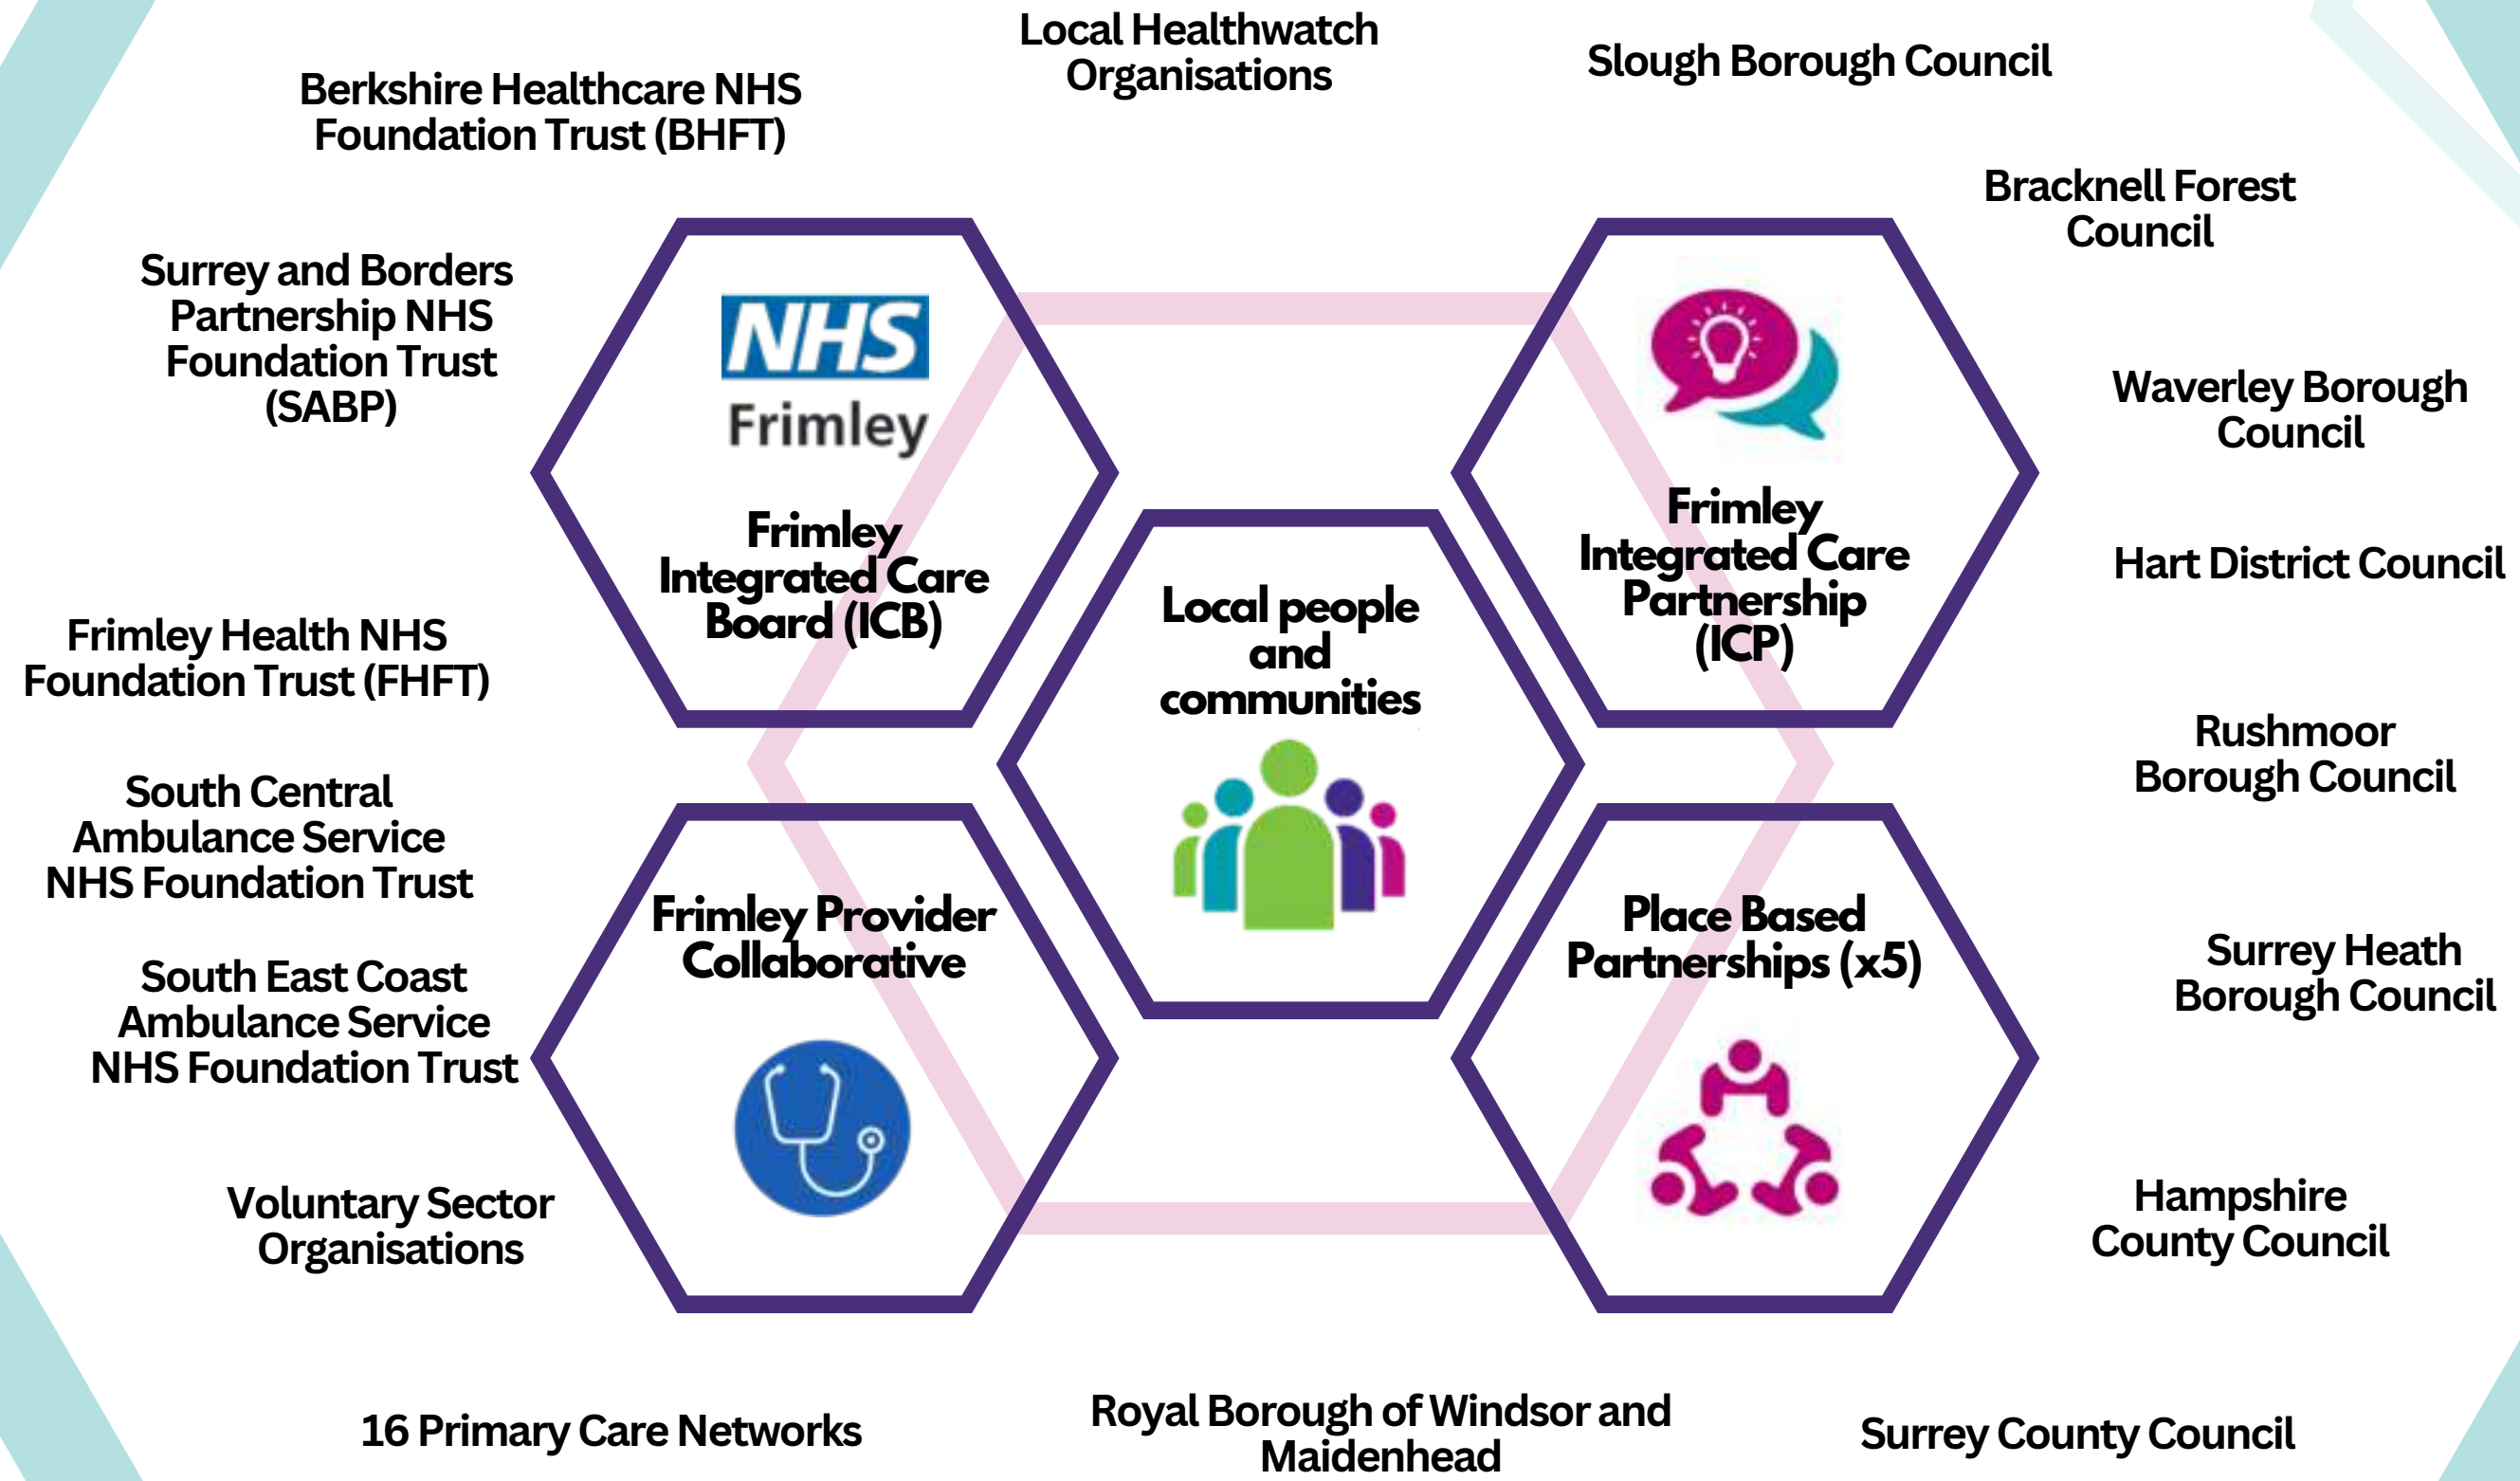 Local Healthwatch
Organisations
Slough Borough Council
Berkshire Healthcare NHS
Foundation Trust (BHFT)
Bracknell Forest
Council
Surrey and Borders
Partnership NHS
Foundation Trust
(SABP)
NHS
Frimley
Frimley
Integrated Care
Board (ICB)
Frimley
Integrated Care
Partnership
(ICP)
Waverley Borough
Council
Hart District Council
Local people
and
communities
Frimley Health NHS
Foundation Trust (FHFT)
Rushmoor
Borough Council
South Central
Ambulance Service
NHS Foundation Trust
Frimley Provider
Collaborative
Place Based
Partnerships (x5)
Surrey Heath
Borough Council
South East Coast
Ambulance Service
NHS Foundation Trust
Voluntary Sector
Organisations
Hampshire
County Council
16 Primary Care Networks
Royal Borough of Windsor and
Maidenhead
Surrey County Council